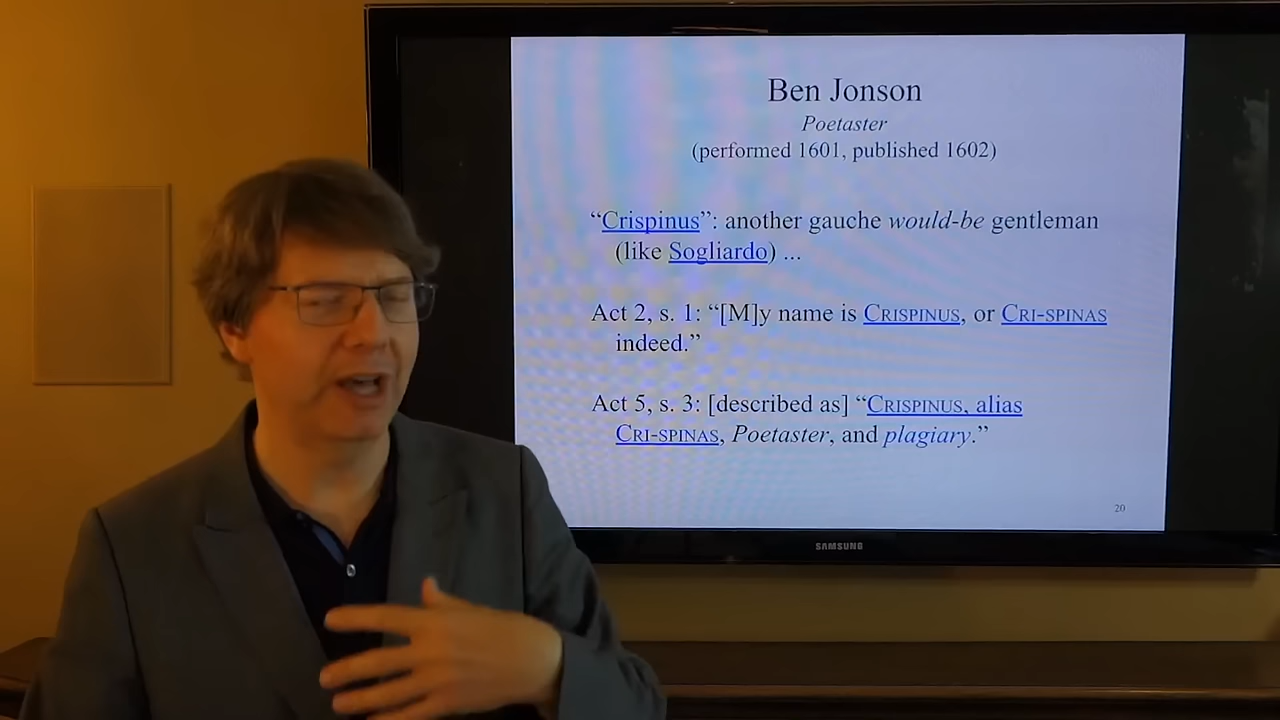 Ben Jonson
Poetaster
(performed 1601, published 1602)
“Crispinus”: another gauche would-be gentleman
(like Sogliardo) ...
Act 2, s. 1: “[M]y name is CRISPINUS, or CRI-SPINAS
indeed.”
Act 5, s. 3: [described as] “CRISPINUS, alias
CRI-SPINAS, Poetaster, and plagiary.”
20
SAMSUNG